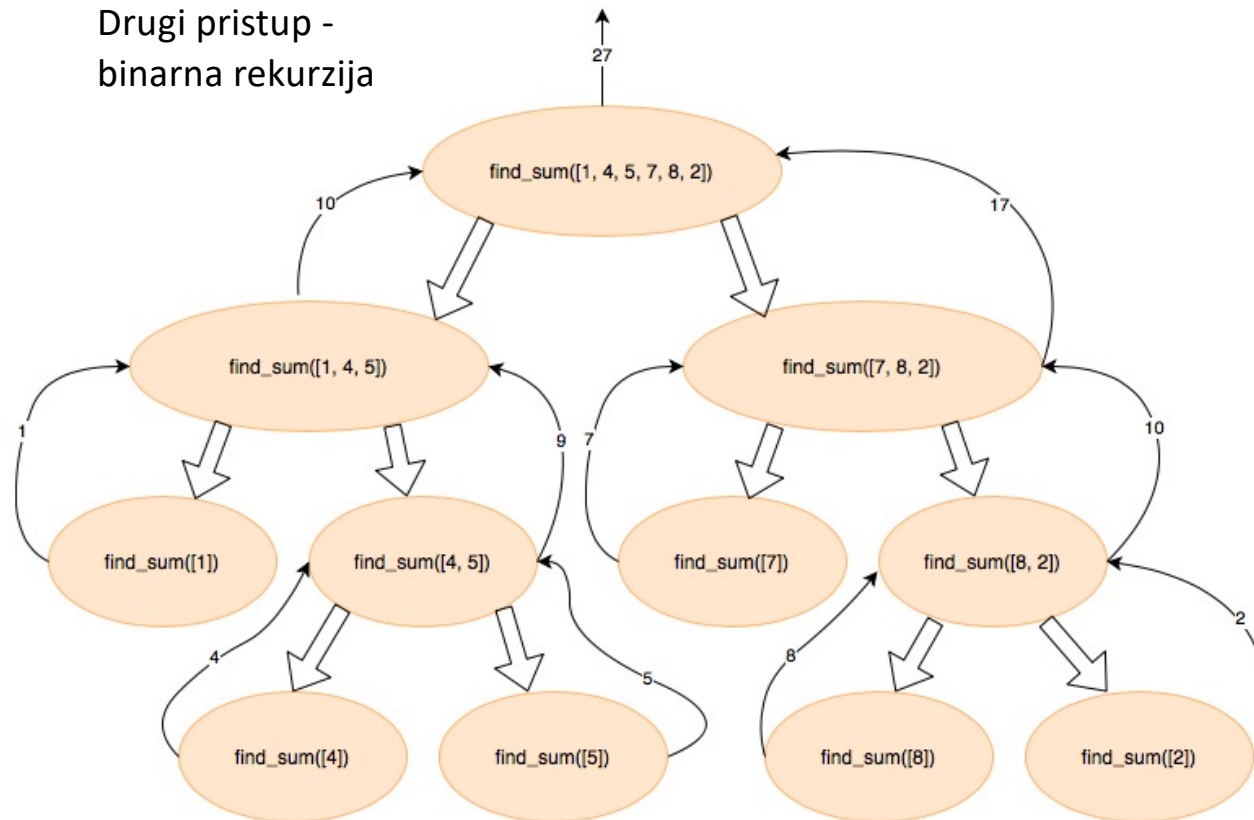 Drugi pristup -
binarna rekurzija
27
find_sum([1, 4, 5, 7, 8, 2])
10
17
find_sum([1, 4, 5])
find_sum([7, 8, 2])
1
9
7
10
find_sum([1])
find_sum([4, 5])
find_sum([7])
find_sum([8, 2])
4
5
8
2
find_sum([4])
find_sum([5])
find_sum([8])
find_sum([2])